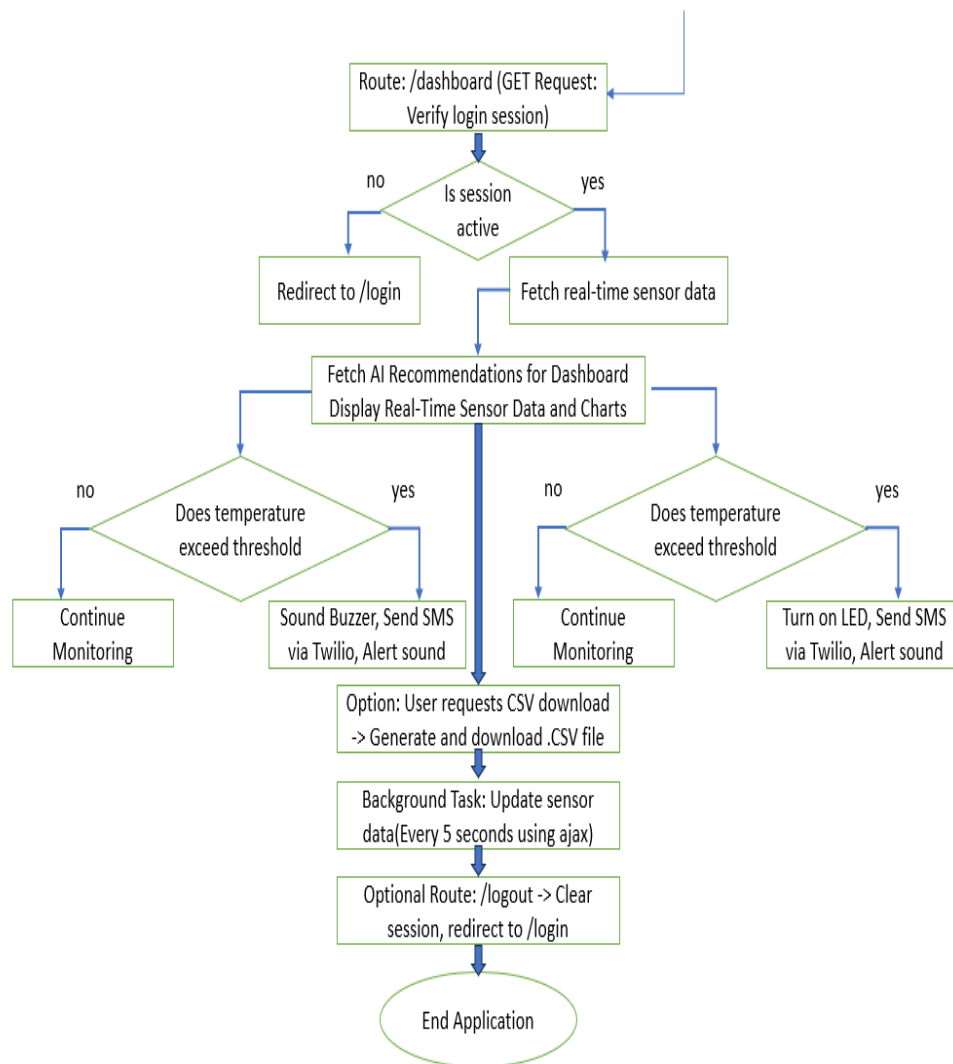 Route: /dashboard (GET Request:
Verify login session)
no
yes
Is session
active
Redirect to /login
Fetch real-time sensor data
Fetch AI Recommendations for Dashboard
Display Real-Time Sensor Data and Charts
no
yes
Does temperature
exceed threshold
Continue
Monitoring
Sound Buzzer, Send SMS
via Twilio, Alert sound
no
yes
Does temperature
exceed threshold
Continue
Monitoring
Turn on LED, Send SMS
via Twilio, Alert sound
Option: User requests CSV download
-> Generate and download .CSV file
Background Task: Update sensor
data(Every 5 seconds using ajax)
Optional Route: /logout -> Clear
session, redirect to /login
End Application